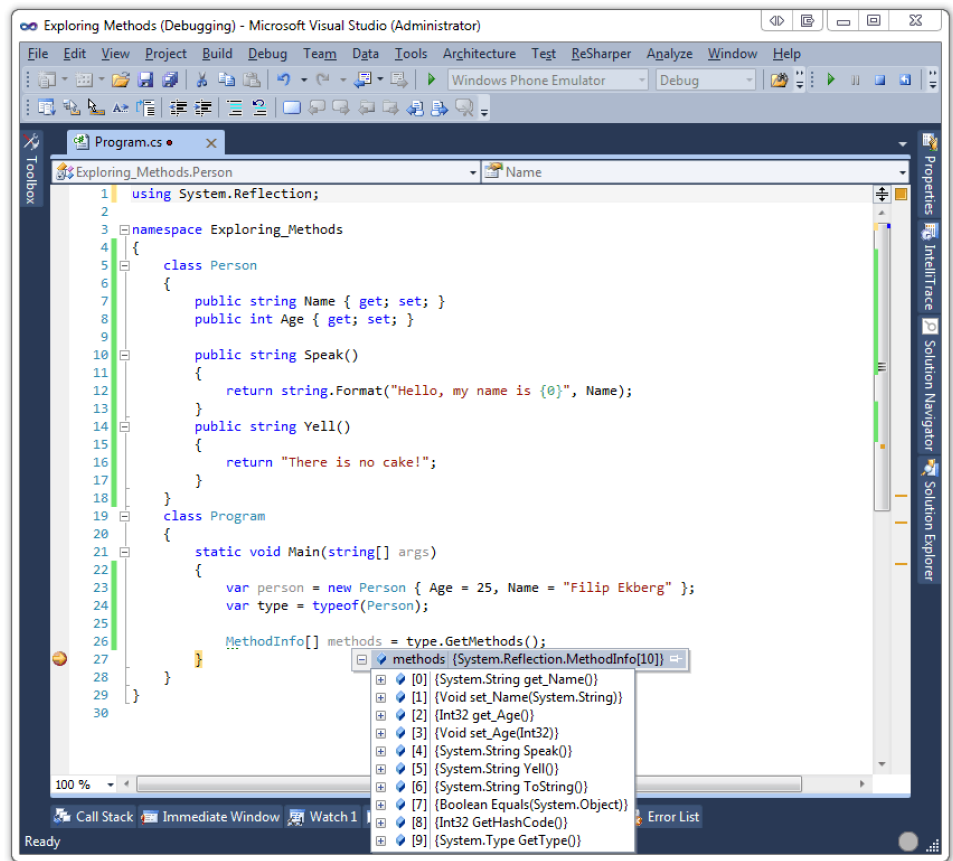 Exploring Methods (Debugging) - Microsoft Visual Studio (Administrator)
File Edit View Project Build Debug Team Data Tools Architecture Test ReSharper Analyze Window Help
Windows Phone Emulator Debug
Program.cs
Toolbox
Exploring_Methods.Person Name
1 using System.Reflection;
2
3 namespace Exploring_Methods
4 {
5 class Person
6 {
7 public string Name { get; set; }
8 public int Age { get; set; }
9
10 public string Speak()
11 {
12 return string.Format("Hello, my name is {0}", Name);
13 }
14 public string Yell()
15 {
16 return "There is no cake!";
17 }
18 }
19 class Program
20 {
21 static void Main(string[] args)
22 {
23 var person = new Person { Age = 25, Name = "Filip Ekberg" };
24 var type = typeof(Person);
25
26 MethodInfo[] methods = type.GetMethods();
27 }
28 }
29 }
30
methods {System.Reflection.MethodInfo[10]}
[0] {System.String get_Name()}
[1] {Void set_Name(System.String)}
[2] {Int32 get_Age()}
[3] {Void set_Age(Int32)}
[4] {System.String Speak()}
[5] {System.String Yell()}
[6] {System.String ToString()}
[7] {Boolean Equals(System.Object)}
[8] {Int32 GetHashCode()}
[9] {System.Type GetType()}
Properties
IntelliTrace
Solution Navigator
Solution Explorer
100 %
Call Stack Immediate Window Watch 1 Error List
Ready